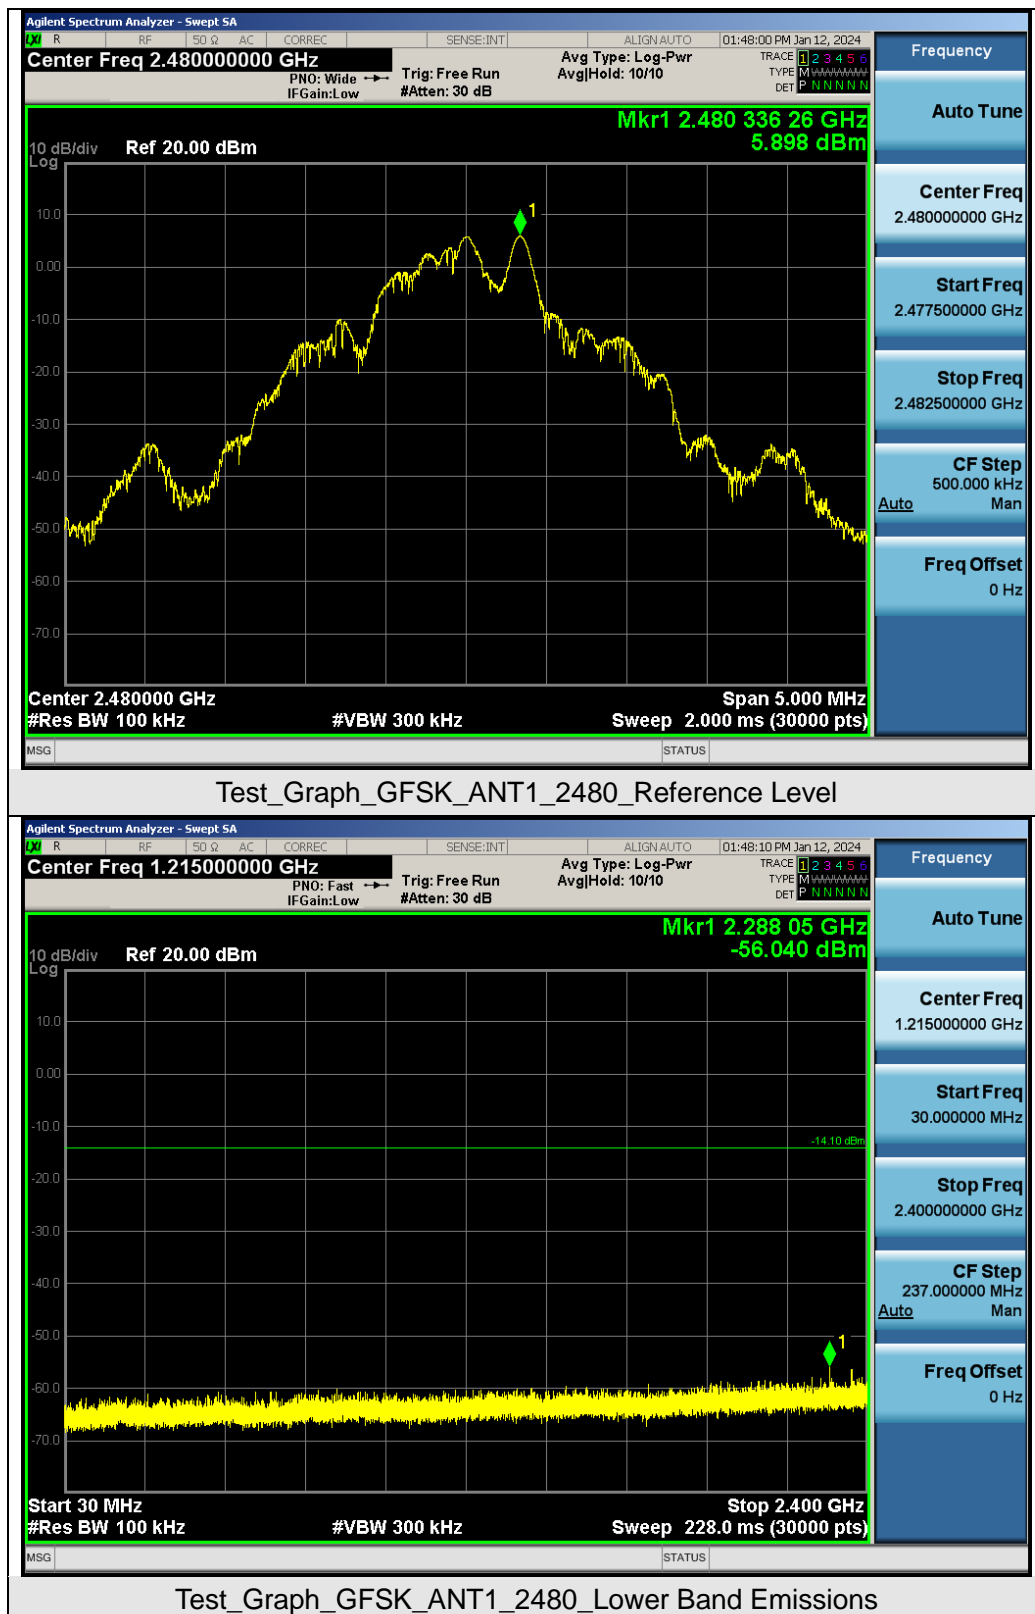 Agilent Spectrum Analyzer - Swept SA
LXI R RF 50 Ω AC CORREC SENSE:INT ALIGN AUTO 01:48:00 PM Jan 12, 2024
Center Freq 2.480000000 GHz
PNO: Wide
IFGain:Low
Trig: Free Run
#Atten: 30 dB
Avg Type: Log-Pwr
Avg|Hold: 10/10
TRACE 1 2 3 4 5 6
TYPE M WWWWW
DET P N N N N N
Mkr1 2.480 336 26 GHz
5.898 dBm
10 dB/div Ref 20.00 dBm
Log
1
10.0
0.00
-10.0
-20.0
-30.0
-40.0
-50.0
-60.0
-70.0
Center 2.480000 GHz Span 5.000 MHz
#Res BW 100 kHz #VBW 300 kHz Sweep 2.000 ms (30000 pts)
MSG STATUS
Frequency
Auto Tune
Center Freq
2.480000000 GHz
Start Freq
2.477500000 GHz
Stop Freq
2.482500000 GHz
CF Step
500.000 kHz
Auto Man
Freq Offset
0 Hz
Test_Graph_GFSK_ANT1_2480_Reference Level
Agilent Spectrum Analyzer - Swept SA
LXI R RF 50 Ω AC CORREC SENSE:INT ALIGN AUTO 01:48:10 PM Jan 12, 2024
Center Freq 1.215000000 GHz
PNO: Fast
IFGain:Low
Trig: Free Run
#Atten: 30 dB
Avg Type: Log-Pwr
Avg|Hold: 10/10
TRACE 1 2 3 4 5 6
TYPE M WWWWW
DET P N N N N N
Mkr1 2.288 05 GHz
-56.040 dBm
10 dB/div Ref 20.00 dBm
Log
10.0
0.00
-10.0
-14.10 dBm
-20.0
-30.0
-40.0
-50.0
1
-60.0
-70.0
Start 30 MHz Stop 2.400 GHz
#Res BW 100 kHz #VBW 300 kHz Sweep 228.0 ms (30000 pts)
MSG STATUS
Frequency
Auto Tune
Center Freq
1.215000000 GHz
Start Freq
30.000000 MHz
Stop Freq
2.400000000 GHz
CF Step
237.000000 MHz
Auto Man
Freq Offset
0 Hz
Test_Graph_GFSK_ANT1_2480_Lower Band Emissions